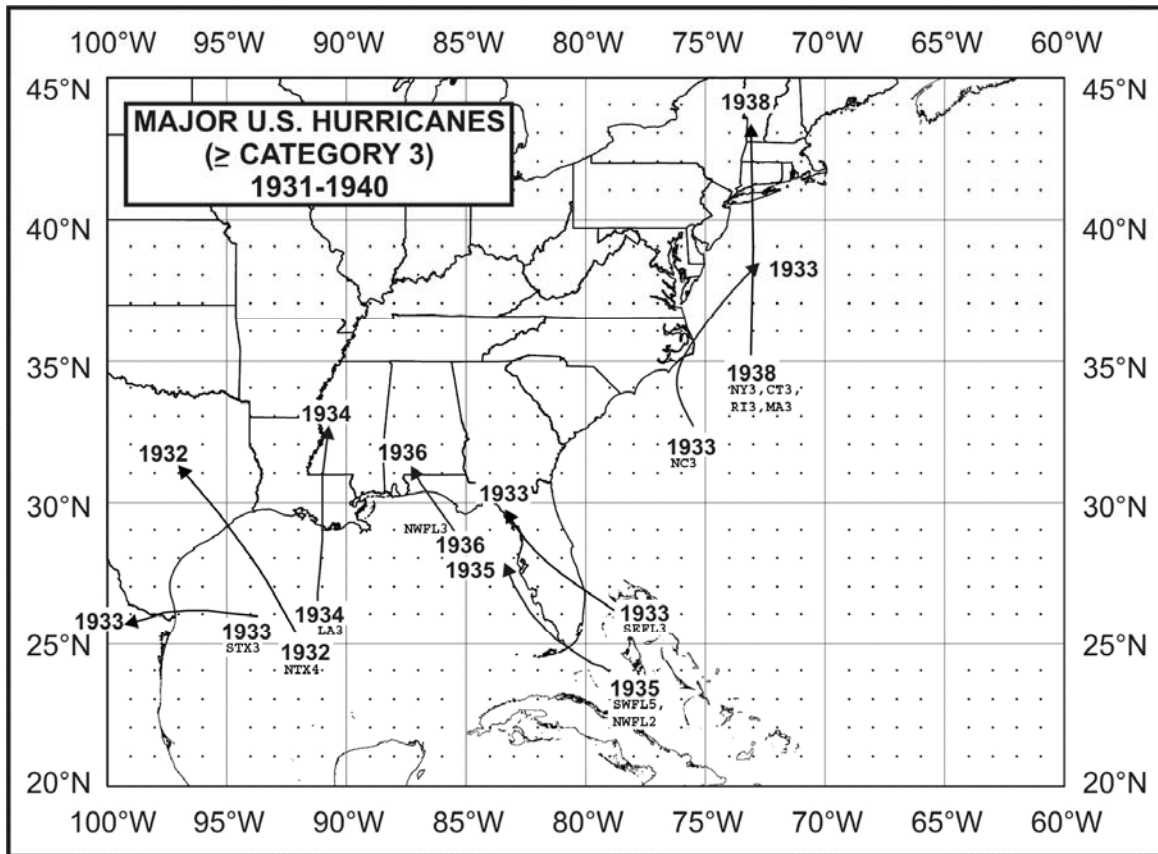 100°W 95°W 90°W 85°W 80°W 75°W 70°W 65°W 60°W
45°N 45°N
MAJOR U.S. HURRICANES
(≥ CATEGORY 3)
1931-1940
1938
40°N 40°N
1933
35°N 35°N
1938
NY3,CT3,
RI3,MA3
1934
1932
1936
1933
NC3
1933
30°N 30°N
NWFL3
1936
1935
1933
1934
LA3
1933
SEFL3
1933
STX3
25°N 25°N
1932
NTX4
1935
SWFL5,
NWFL2
20°N 20°N
100°W 95°W 90°W 85°W 80°W 75°W 70°W 65°W 60°W